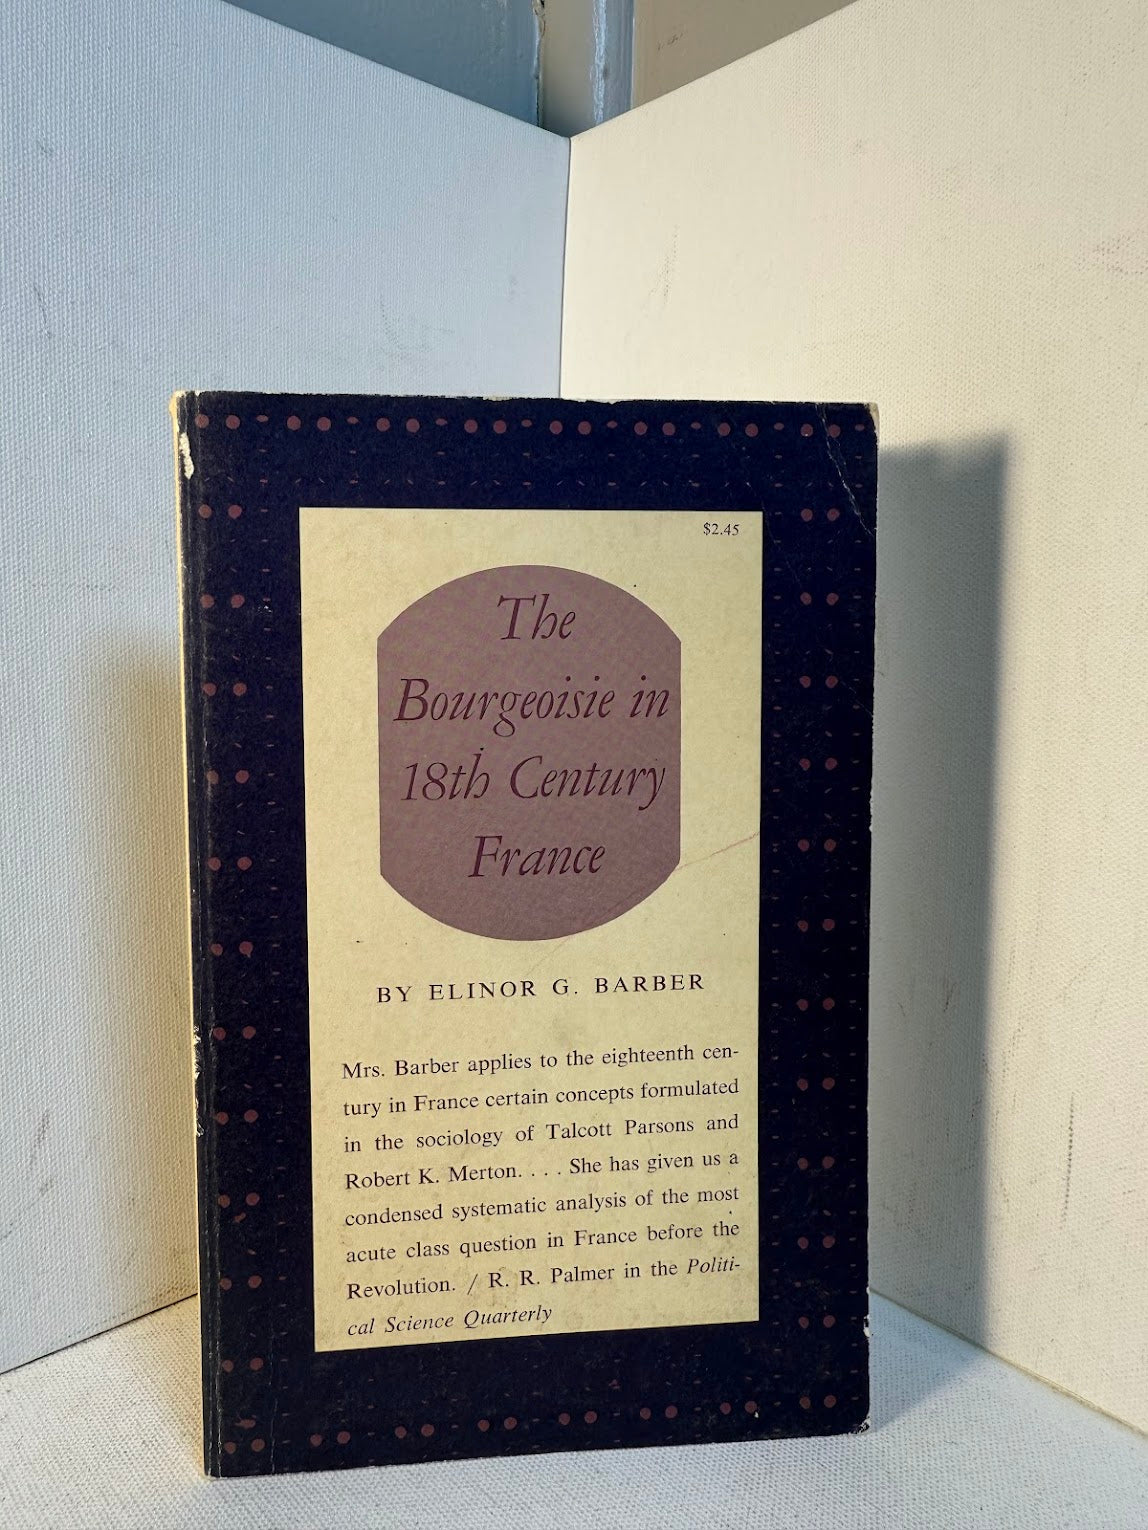 $2.45
The
Bourgeoisie in
18th Century
France
BY ELINOR G. BARBER
Mrs. Barber applies to the eighteenth cen-
tury in France certain concepts formulated
in the sociology of Talcott Parsons and
Robert K. Merton. . . . She has given us a
condensed systematic analysis of the most
acute class question in France before the
Revolution. / R. R. Palmer in the Politi-
cal Science Quarterly